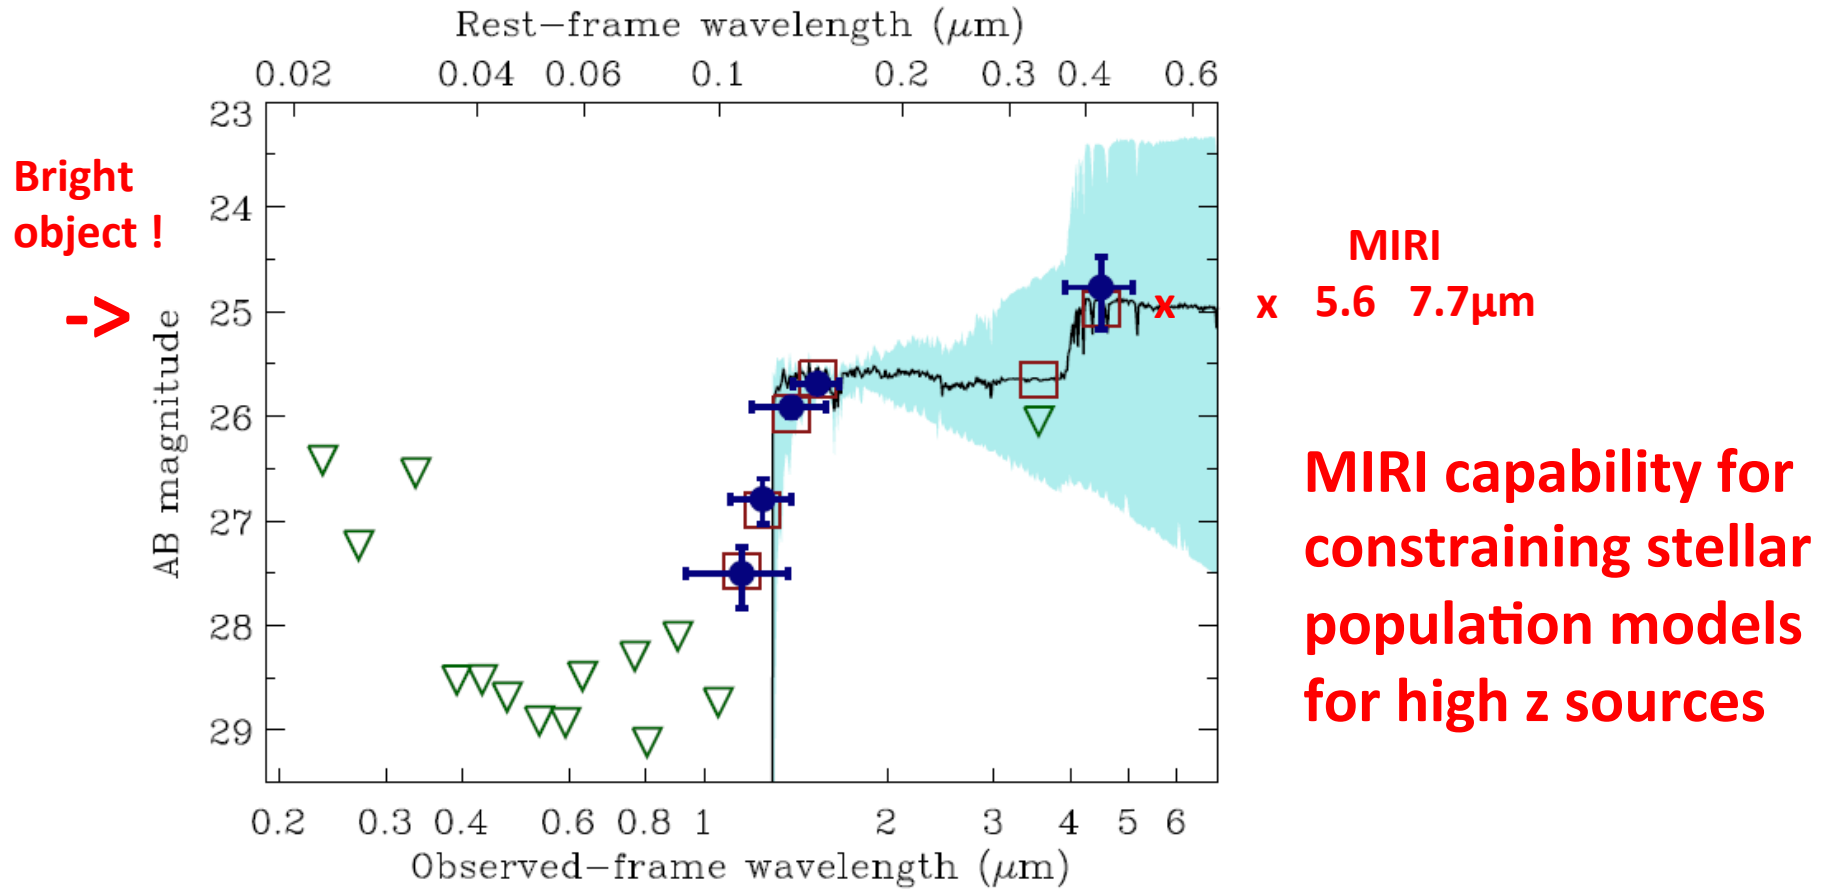 Rest−frame wavelength (μm)
0.02 0.04 0.06 0.1 0.2 0.3 0.4 0.6
Bright
object !
->
AB magnitude
23
24
25
26
27
28
29
MIRI
x x 5.6 7.7μm
MIRI capability for
constraining stellar
population models
for high z sources
0.2 0.3 0.4 0.6 0.8 1 2 3 4 5 6
Observed−frame wavelength (μm)